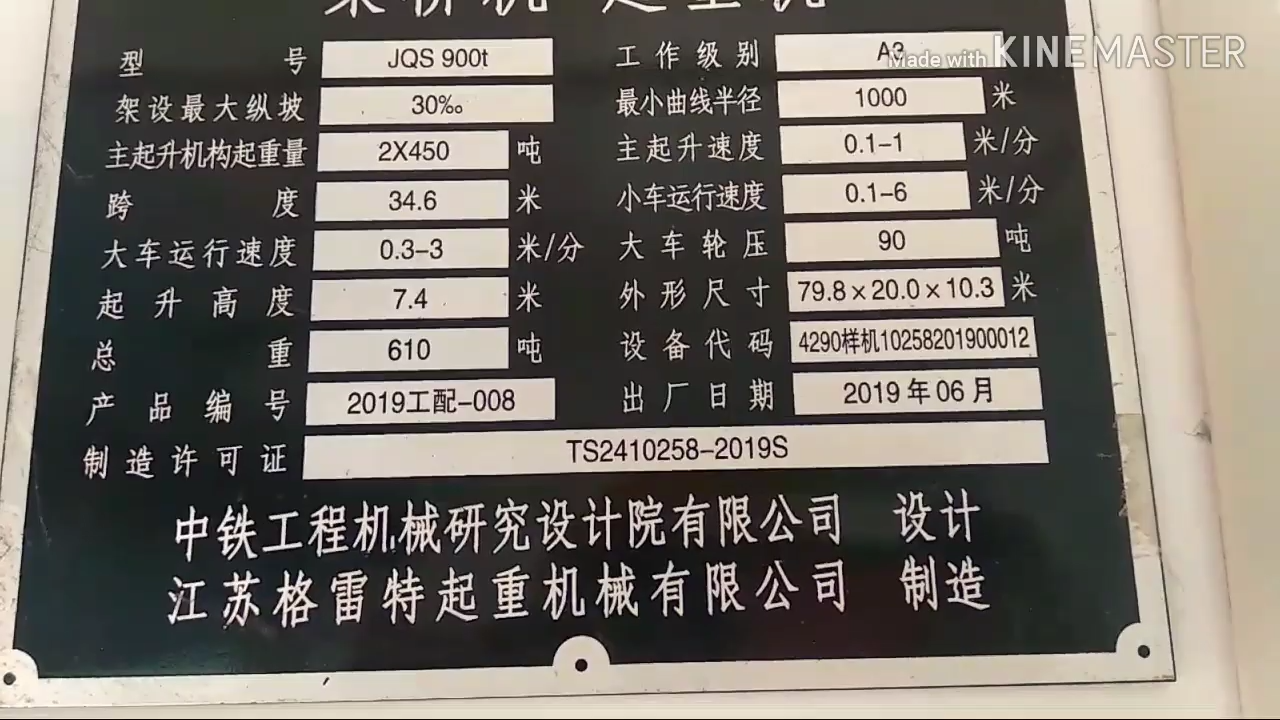 架桥机 起重机
型号 JQS 900t 工作级别 A3
Made with KINEMASTER
架设最大纵坡 30‰ 最小曲线半径 1000 米
主起升机构起重量 2X450 吨 主起升速度 0.1-1 米/分
跨度 34.6 米 小车运行速度 0.1-6 米/分
大车运行速度 0.3-3 米/分 大车轮压 90 吨
起升高度 7.4 米 外形尺寸 79.8×20.0×10.3 米
总重 610 吨 设备代码 4290样机10258201900012
产品编号 2019工配-008 出厂日期 2019年06月
制造许可证 TS2410258-2019S
中铁工程机械研究设计院有限公司 设计
江苏格雷特起重机械有限公司 制造